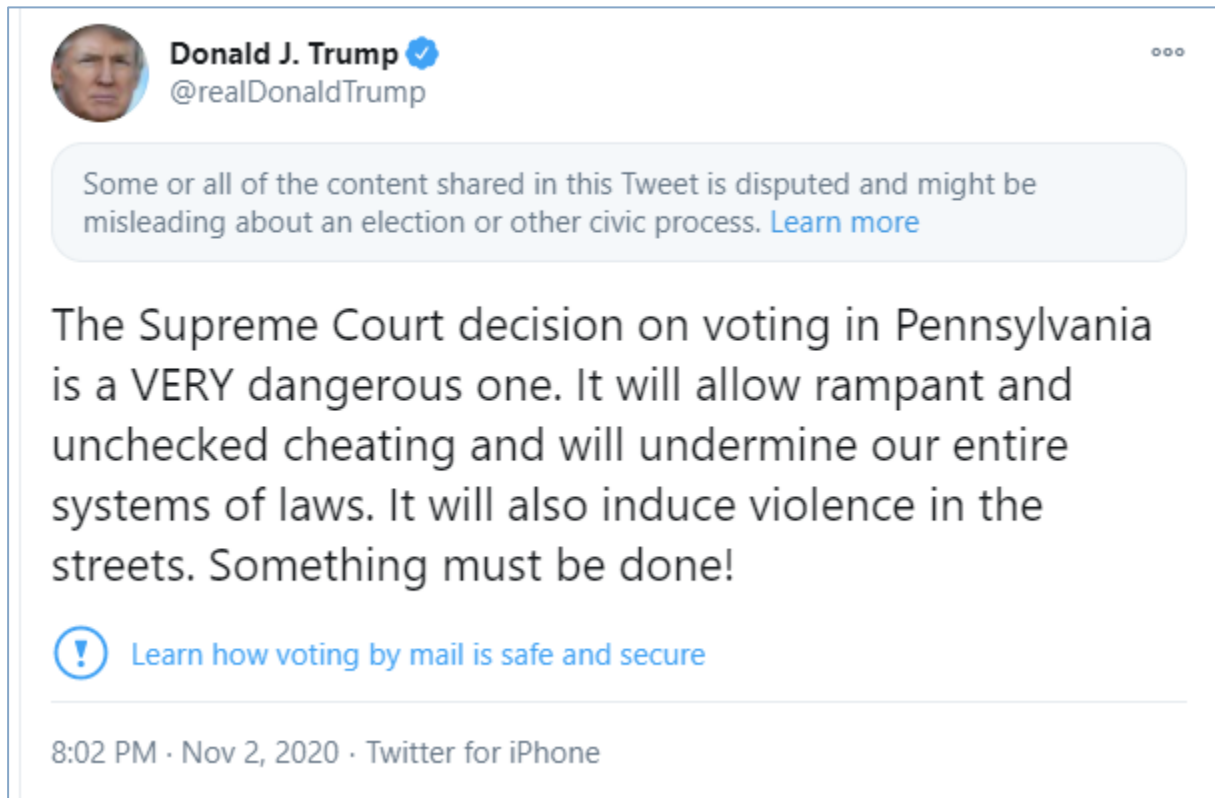 Donald J. Trump
@realDonaldTrump
Some or all of the content shared in this Tweet is disputed and might be
misleading about an election or other civic process. Learn more
The Supreme Court decision on voting in Pennsylvania
is a VERY dangerous one. It will allow rampant and
unchecked cheating and will undermine our entire
systems of laws. It will also induce violence in the
streets. Something must be done!
Learn how voting by mail is safe and secure
8:02 PM · Nov 2, 2020 · Twitter for iPhone